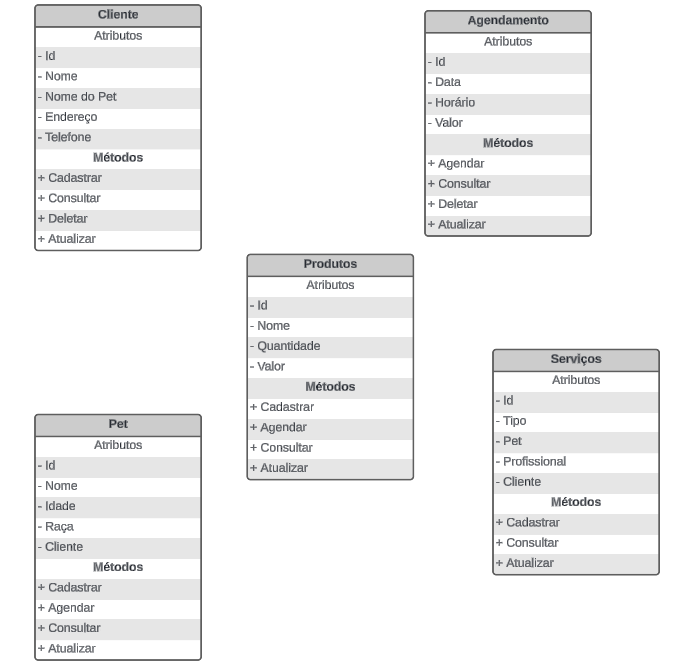 Cliente
Atributos
- Id
- Nome
- Nome do Pet
- Endereço
- Telefone
Métodos
+ Cadastrar
+ Consultar
+ Deletar
+ Atualizar
Agendamento
Atributos
- Id
- Data
- Horário
- Valor
Métodos
+ Agendar
+ Consultar
+ Deletar
+ Atualizar
Produtos
Atributos
- Id
- Nome
- Quantidade
- Valor
Métodos
+ Cadastrar
+ Agendar
+ Consultar
+ Atualizar
Serviços
Atributos
- Id
- Tipo
- Pet
- Profissional
- Cliente
Métodos
+ Cadastrar
+ Consultar
+ Atualizar
Pet
Atributos
- Id
- Nome
- Idade
- Raça
- Cliente
Métodos
+ Cadastrar
+ Agendar
+ Consultar
+ Atualizar